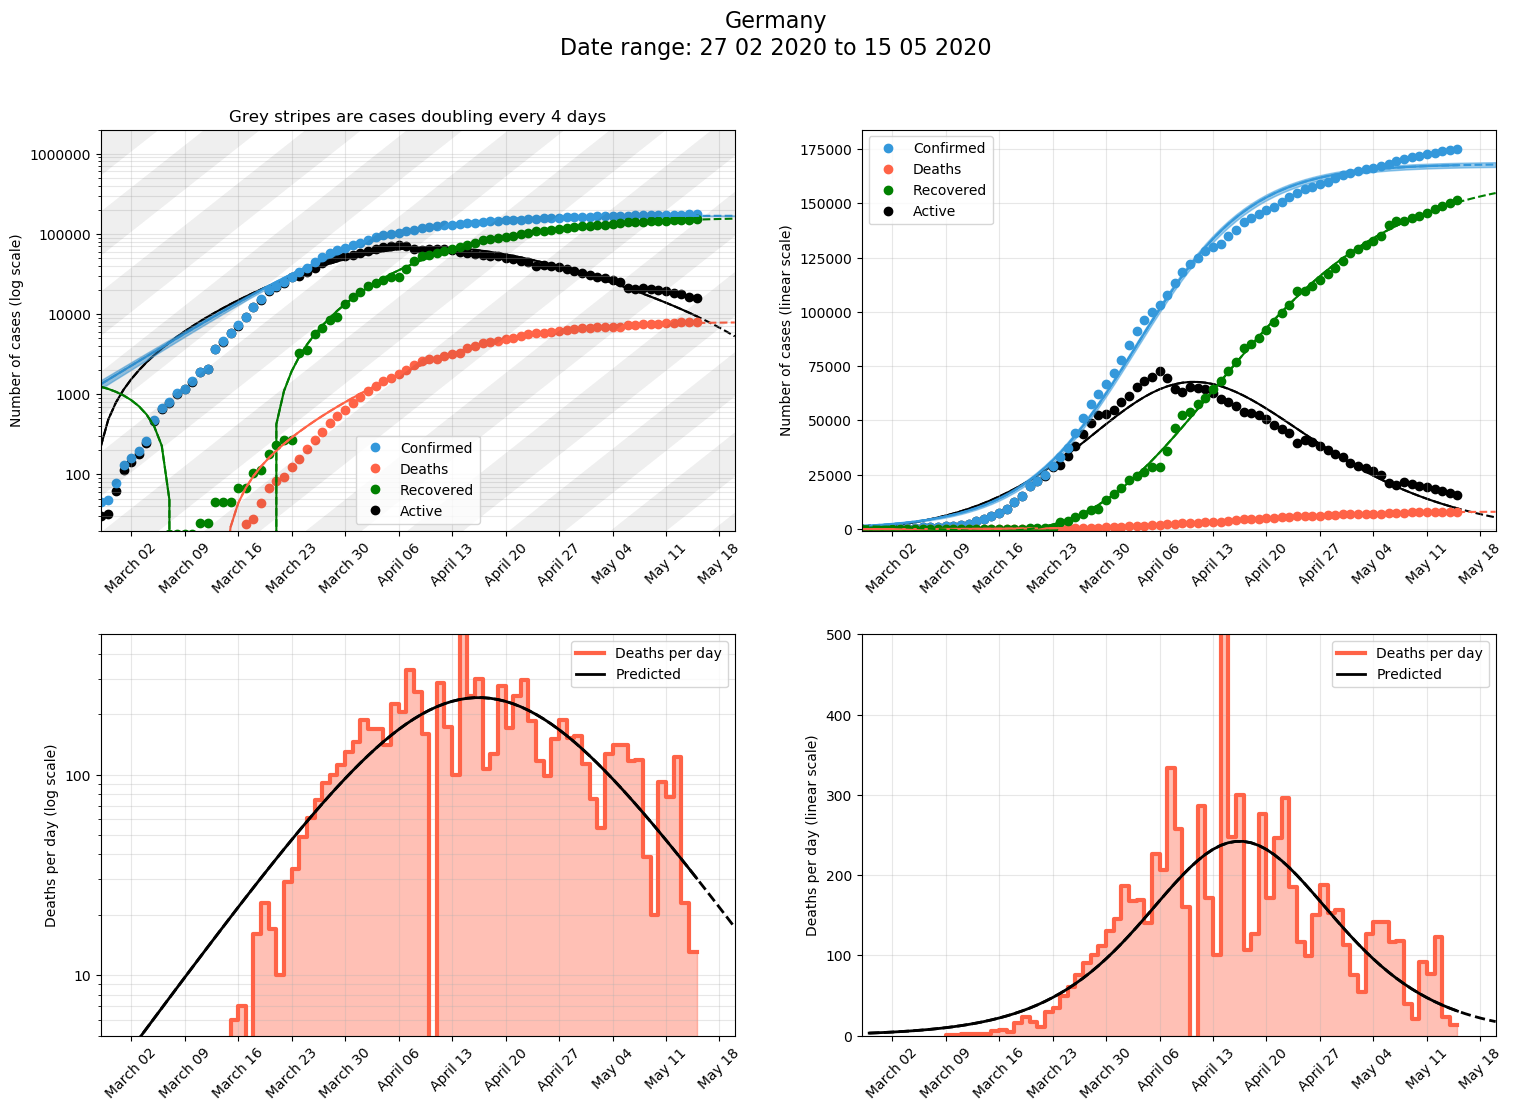 Germany
Date range: 27 02 2020 to 15 05 2020
Grey stripes are cases doubling every 4 days
Number of cases (log scale)
1000000
100000
10000
1000
100
Confirmed
Deaths
Recovered
Active
March 02
March 09
March 16
March 23
March 30
April 06
April 13
April 20
April 27
May 04
May 11
May 18
Number of cases (linear scale)
175000
150000
125000
100000
75000
50000
25000
0
Confirmed
Deaths
Recovered
Active
March 02
March 09
March 16
March 23
March 30
April 06
April 13
April 20
April 27
May 04
May 11
May 18
Deaths per day (log scale)
100
10
Deaths per day
Predicted
March 02
March 09
March 16
March 23
March 30
April 06
April 13
April 20
April 27
May 04
May 11
May 18
Deaths per day (linear scale)
500
400
300
200
100
0
Deaths per day
Predicted
March 02
March 09
March 16
March 23
March 30
April 06
April 13
April 20
April 27
May 04
May 11
May 18